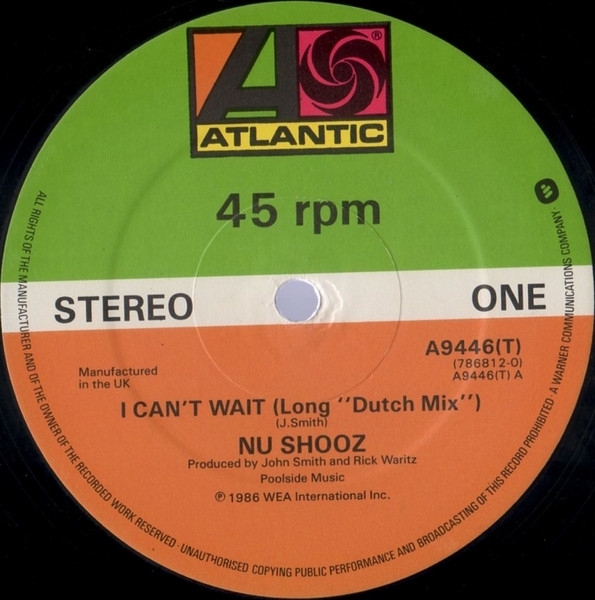 ATLANTIC
®
45 rpm
STEREO
ONE
A9446(T)
(786812-0)
A9446(T) A
Manufactured
in the UK
I CAN'T WAIT (Long "Dutch Mix")
(J.Smith)
NU SHOOZ
Produced by John Smith and Rick Waritz
Poolside Music
℗ 1986 WEA International Inc.
ALL RIGHTS OF THE MANUFACTURER AND OF THE OWNER OF THE RECORDED WORK RESERVED · UNAUTHORISED COPYING PUBLIC PERFORMANCE AND BROADCASTING OF THIS RECORD PROHIBITED · A WARNER COMMUNICATIONS COMPANY ·